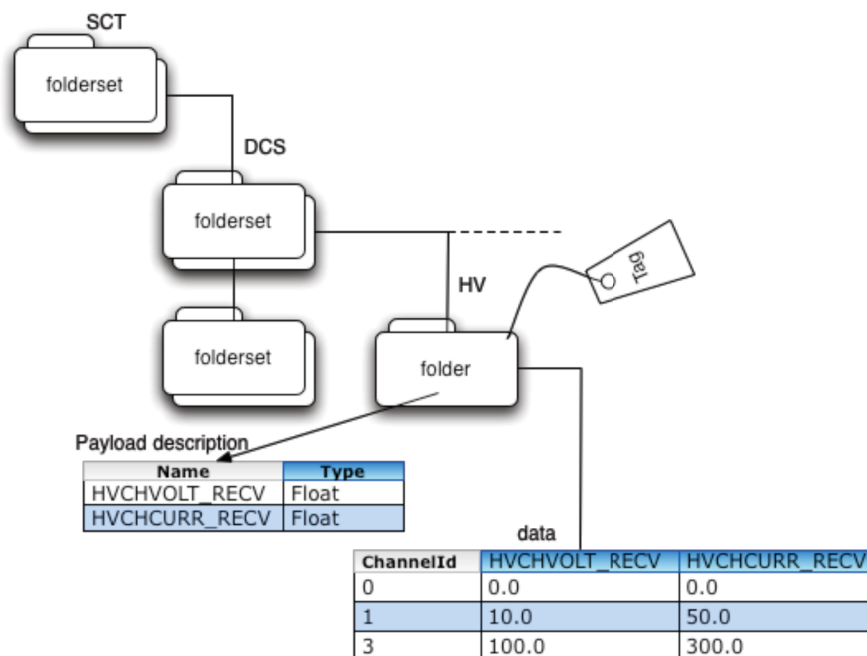 SCT
folderset
DCS
folderset
HV
Tag
folderset
folder
Payload description
Name Type
HVCHVOLT_RECV Float
HVCHCURR_RECV Float
data
ChannelId HVCHVOLT_RECV HVCHCURR_RECV
0 0.0 0.0
1 10.0 50.0
3 100.0 300.0